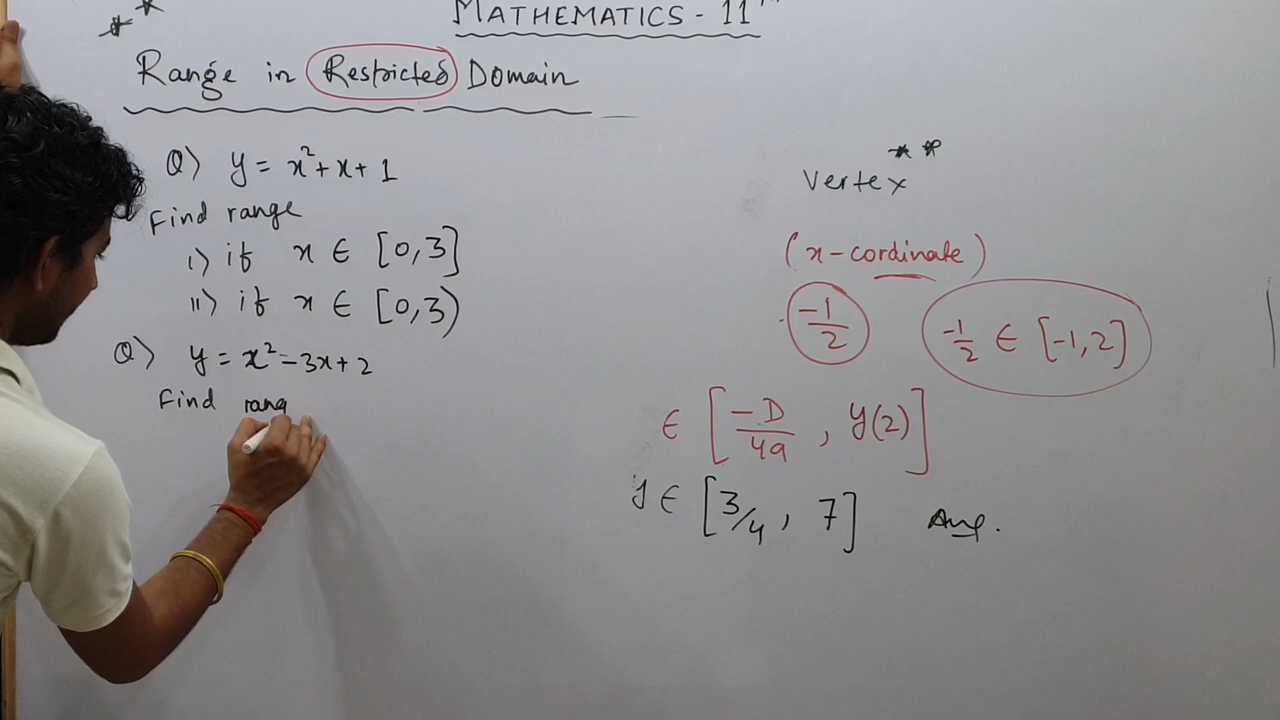 MATHEMATICS - 11th
Range in Restricted Domain
Q) y = x² + x + 1
Find range
i) if x ∈ [0,3]
ii) if x ∈ [0,3)
Q) y = x² - 3x + 2
Find rang
Vertex
(x-cordinate)
-1/2
-1/2 ∈ [-1,2]
∈ [-D/4a, y(2)]
y ∈ [3/4, 7] Ans.